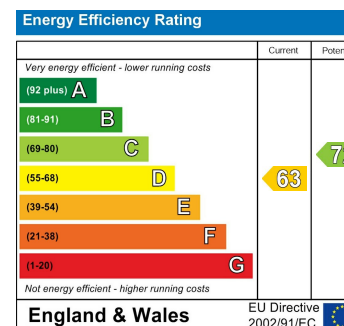 Energy Efficiency Rating
Current
Very energy efficient - lower running costs
(92 plus) A
(81-91) B
(69-80) C
(55-68) D
63
(39-54) E
(21-38) F
(1-20) G
Not energy efficient - higher running costs
England & Wales
EU Directive
2002/91/EC